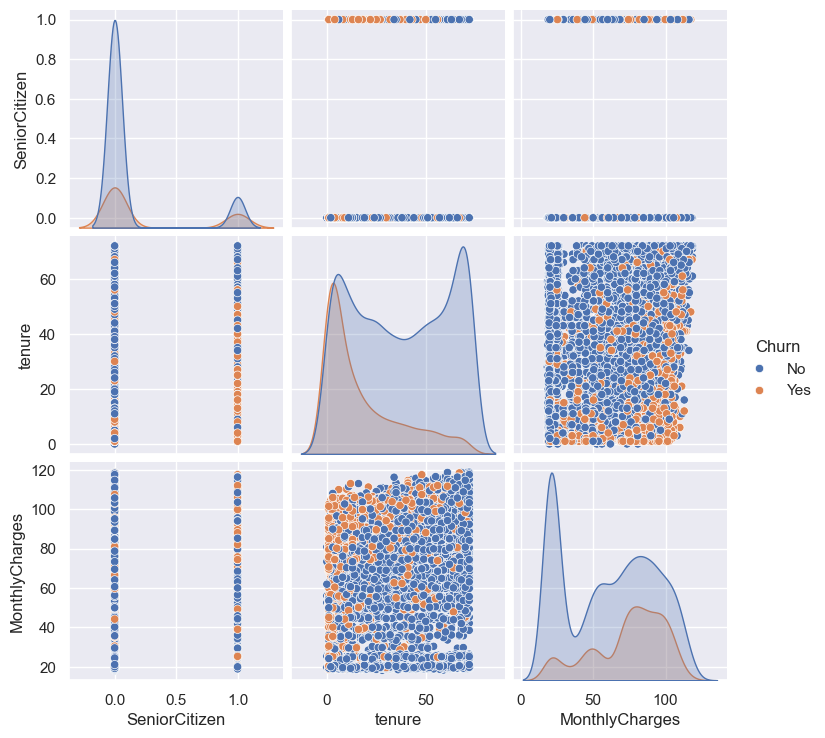 1.0
0.8
0.6
0.4
0.2
0.0
SeniorCitizen
60
40
20
0
tenure
Churn
No
Yes
120
100
80
60
40
20
MonthlyCharges
0.0 0.5 1.0
SeniorCitizen
0 50
tenure
0 50 100
MonthlyCharges